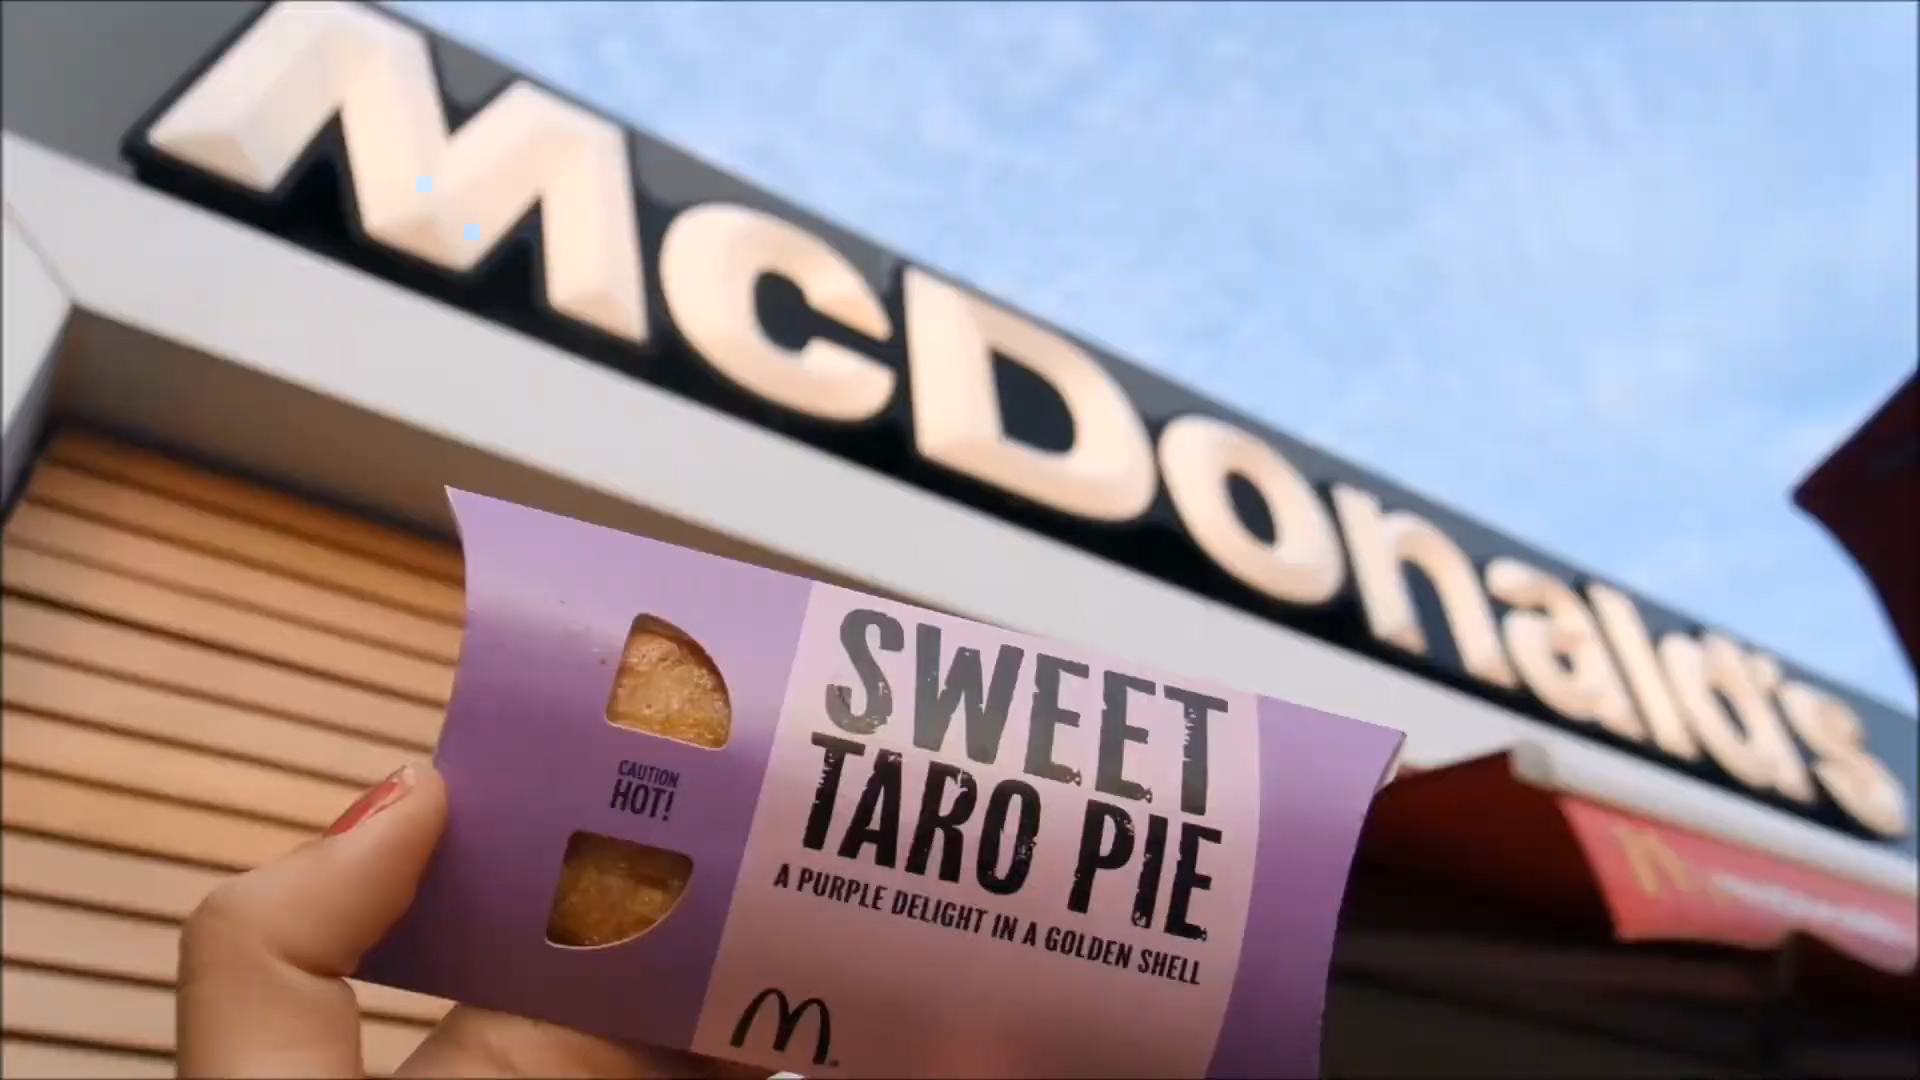 McDonald's
CAUTION
HOT!
SWEET
TARO PIE
A PURPLE DELIGHT IN A GOLDEN SHELL